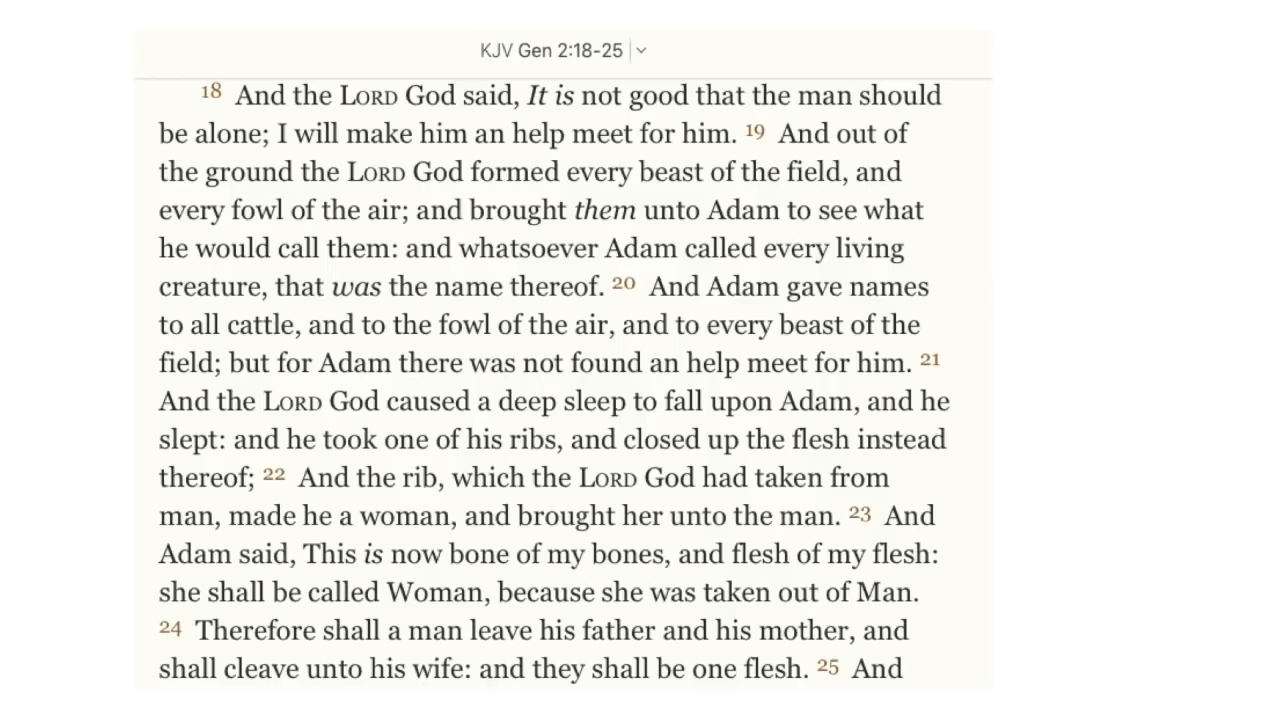 KJV Gen 2:18-25
18 And the LORD God said, It is not good that the man should
be alone; I will make him an help meet for him. 19 And out of
the ground the LORD God formed every beast of the field, and
every fowl of the air; and brought them unto Adam to see what
he would call them: and whatsoever Adam called every living
creature, that was the name thereof. 20 And Adam gave names
to all cattle, and to the fowl of the air, and to every beast of the
field; but for Adam there was not found an help meet for him. 21
And the LORD God caused a deep sleep to fall upon Adam, and he
slept: and he took one of his ribs, and closed up the flesh instead
thereof; 22 And the rib, which the LORD God had taken from
man, made he a woman, and brought her unto the man. 23 And
Adam said, This is now bone of my bones, and flesh of my flesh:
she shall be called Woman, because she was taken out of Man.
24 Therefore shall a man leave his father and his mother, and
shall cleave unto his wife: and they shall be one flesh. 25 And